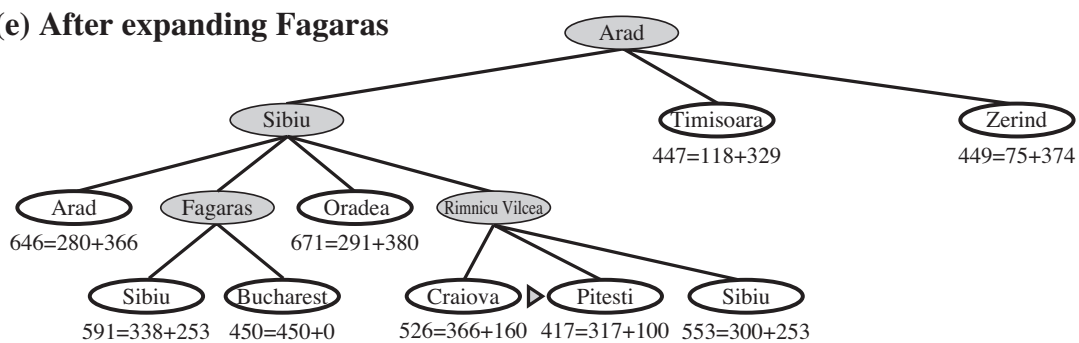 (e) After expanding Fagaras
Arad
Sibiu
Timisoara
Zerind
447=118+329
449=75+374
Arad
Fagaras
Oradea
Rimnicu Vilcea
646=280+366
671=291+380
Sibiu
Bucharest
Craiova
Pitesti
Sibiu
591=338+253
450=450+0
526=366+160
417=317+100
553=300+253